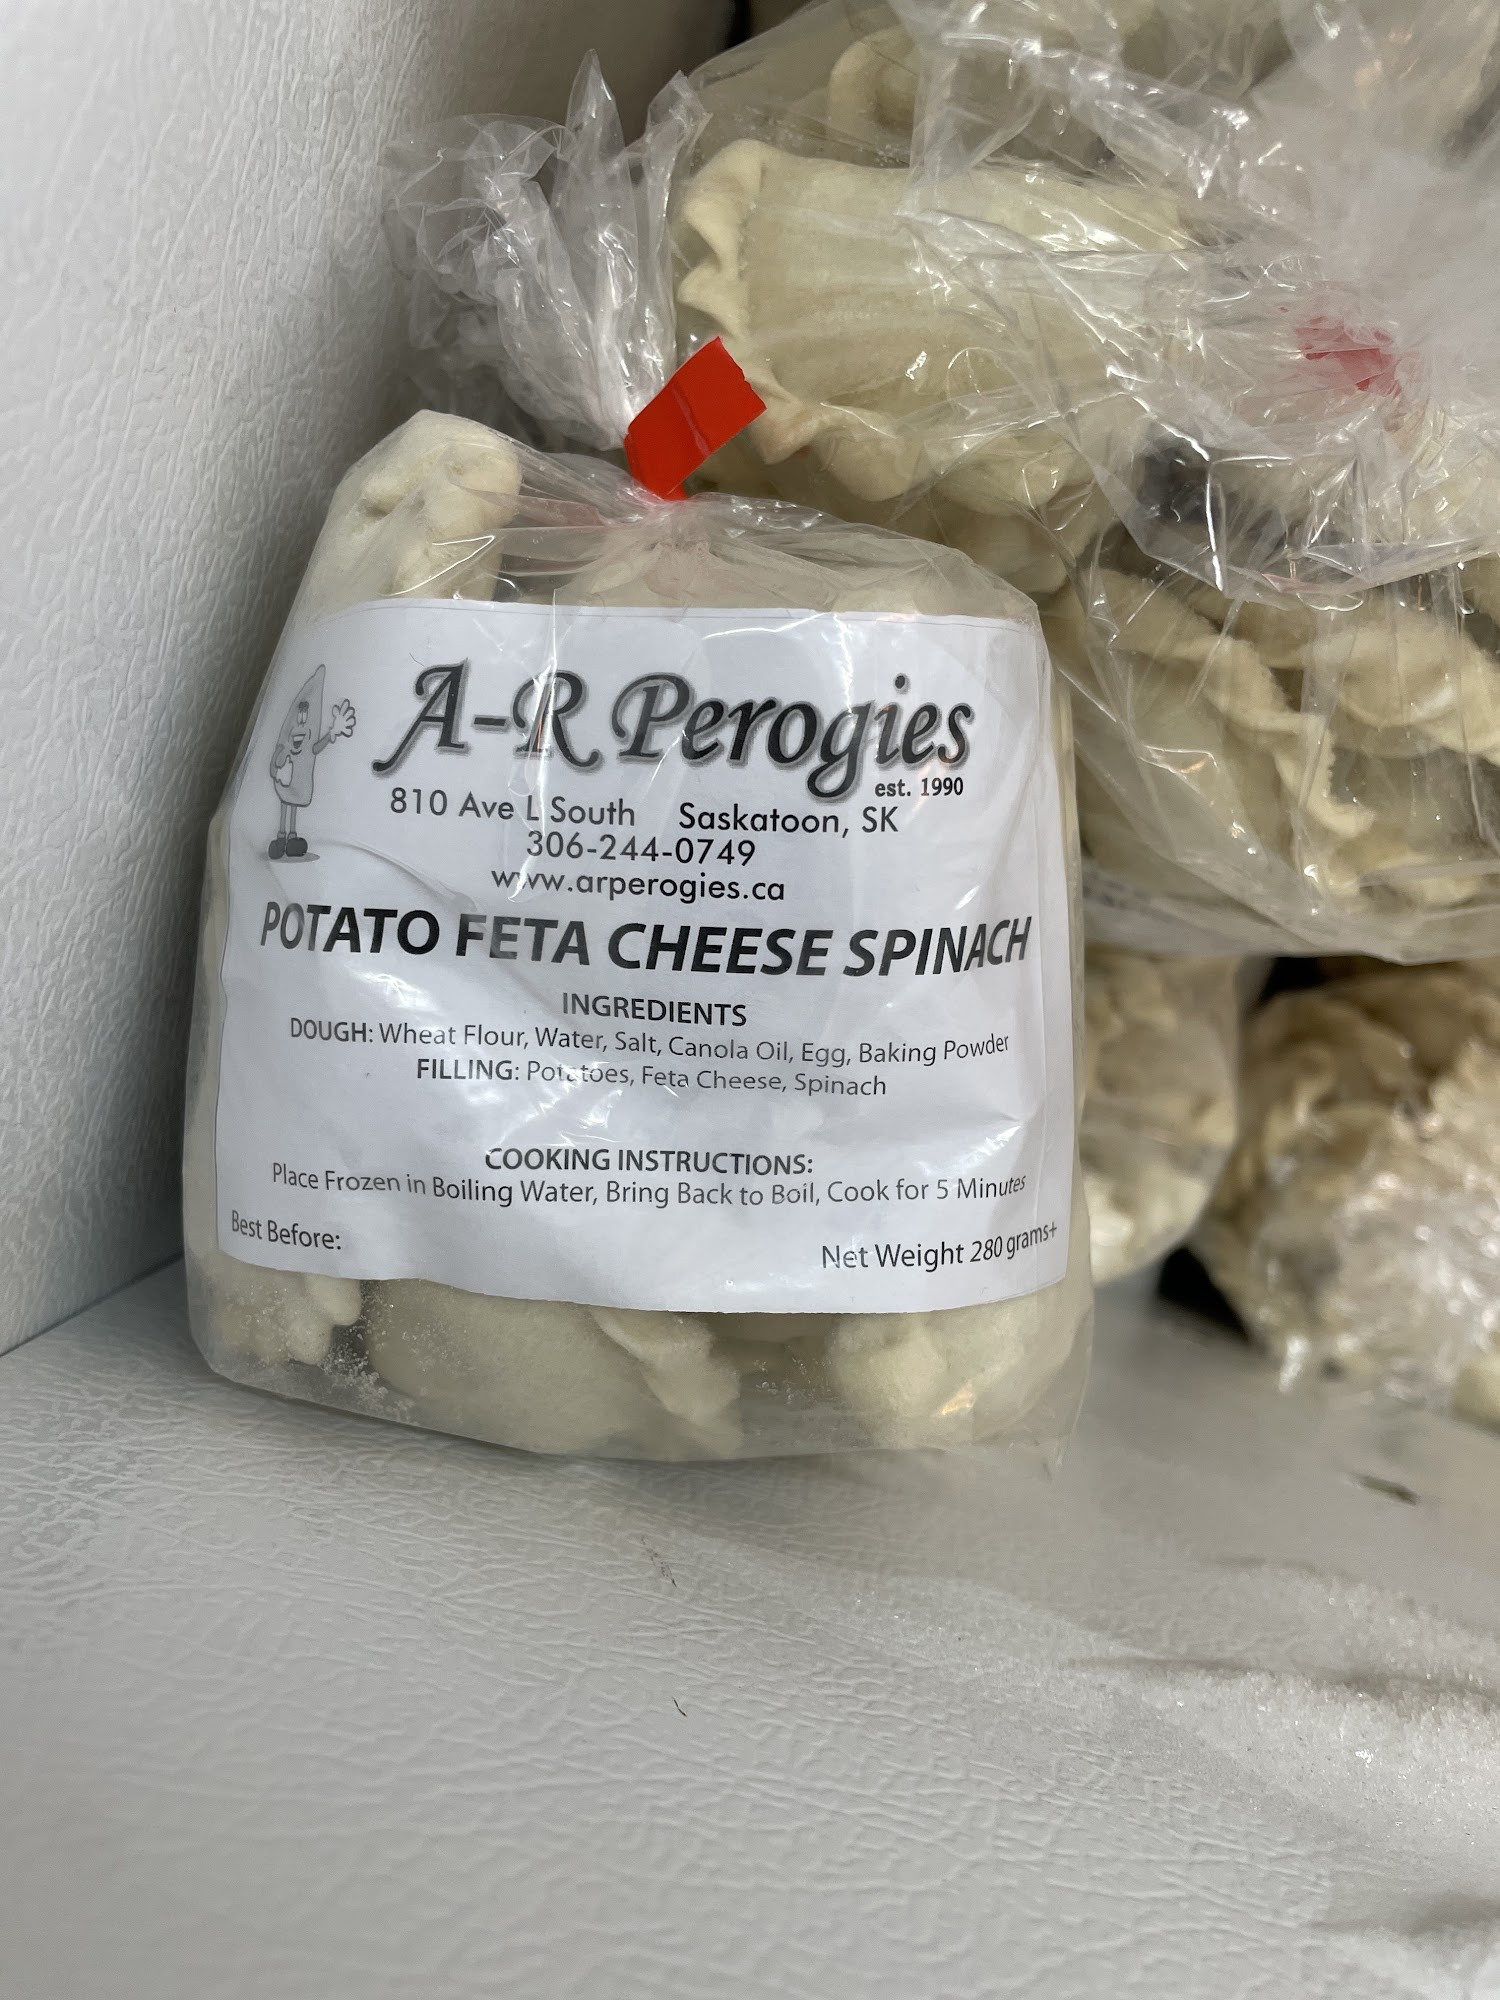 A-R Perogies
est. 1990
810 Ave L South Saskatoon, SK
306-244-0749
www.arperogies.ca
POTATO FETA CHEESE SPINACH
INGREDIENTS
DOUGH: Wheat Flour, Water, Salt, Canola Oil, Egg, Baking Powder
FILLING: Potatoes, Feta Cheese, Spinach
COOKING INSTRUCTIONS:
Place Frozen in Boiling Water, Bring Back to Boil, Cook for 5 Minutes
Best Before:
Net Weight 280 grams+